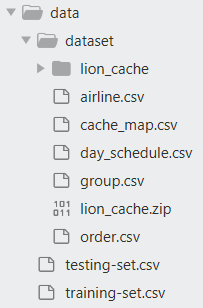 data
dataset
lion_cache
airline.csv
cache_map.csv
day_schedule.csv
group.csv
lion_cache.zip
order.csv
testing-set.csv
training-set.csv